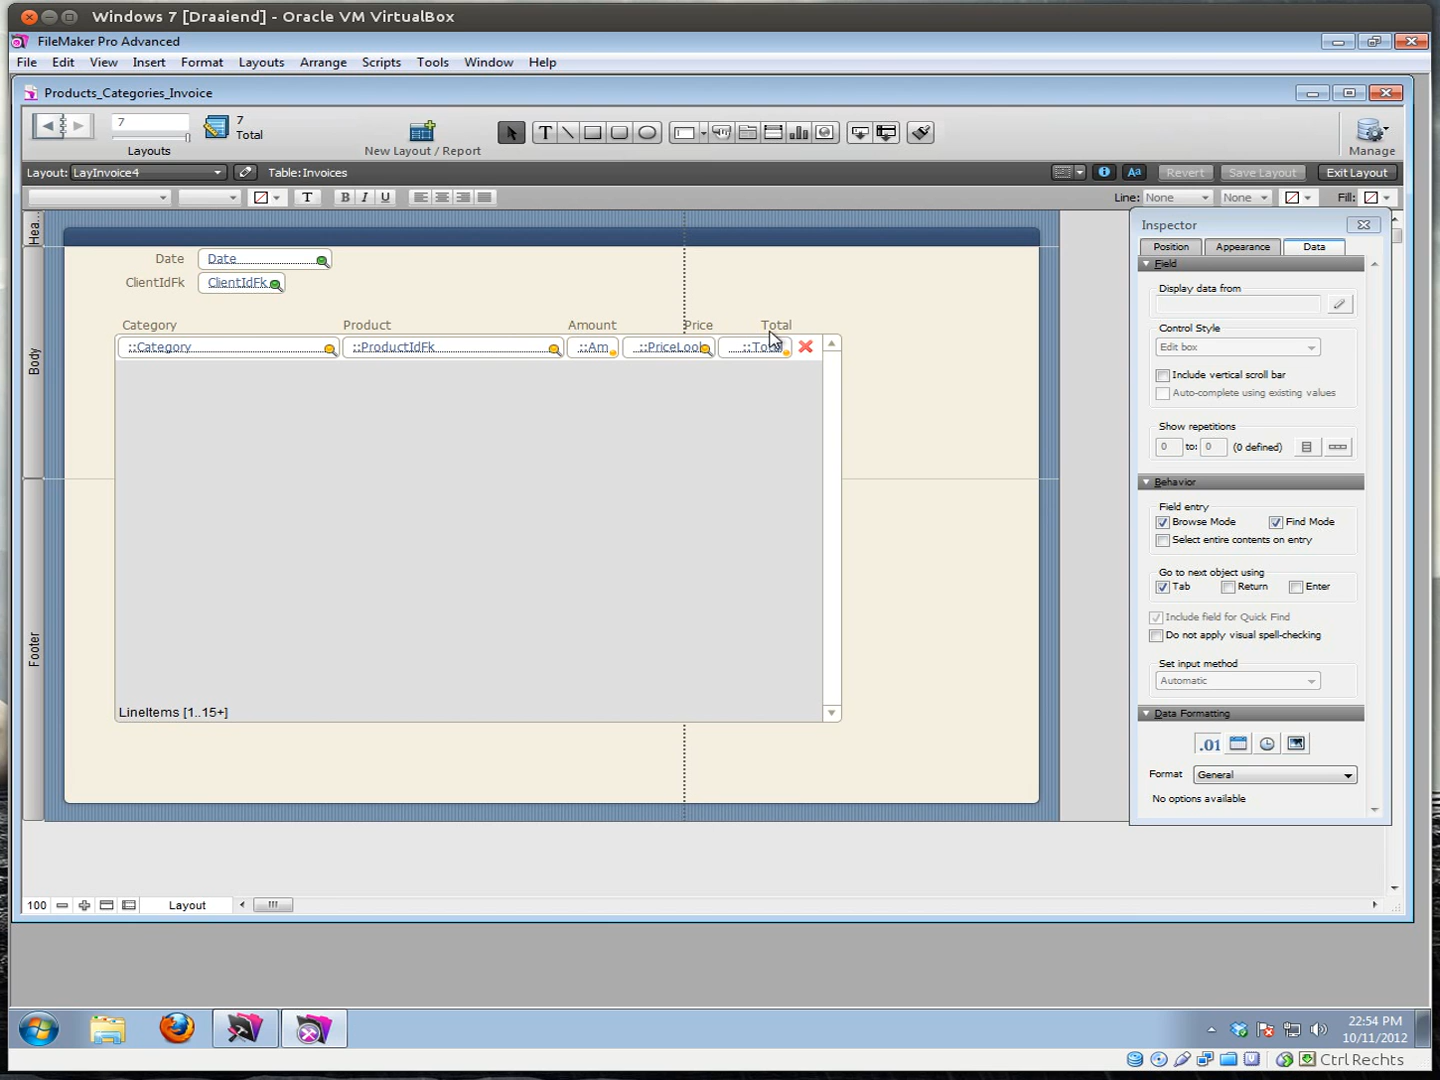 Windows 7 [Draaiend] - Oracle VM VirtualBox
FileMaker Pro Advanced
File Edit View Insert Format Layouts Arrange Scripts Tools Window Help
Products_Categories_Invoice
7
7
Total
Layouts
New Layout / Report
Manage
Layout: LayInvoice4 Table: Invoices
Aa Revert Save Layout Exit Layout
T B I U
Line: None None Fill:
Hea...
Body
Footer
Date Date
ClientIdFk ClientIdFk
Category Product Amount Price Total
::Category ::ProductIdFk ::Am ::PriceLook
LineItems [1..15+]
Inspector
Position Appearance Data
Field
Display data from
Control Style
Edit box
Include vertical scroll bar
Auto-complete using existing values
Show repetitions
0 to: 0 (0 defined)
Behavior
Field entry
Browse Mode Find Mode
Select entire contents on entry
Go to next object using
Tab Return Enter
Include field for Quick Find
Do not apply visual spell-checking
Set input method
Automatic
Data Formatting
.01
Format General
No options available
100 Layout
22:54 PM
10/11/2012
Ctrl Rechts